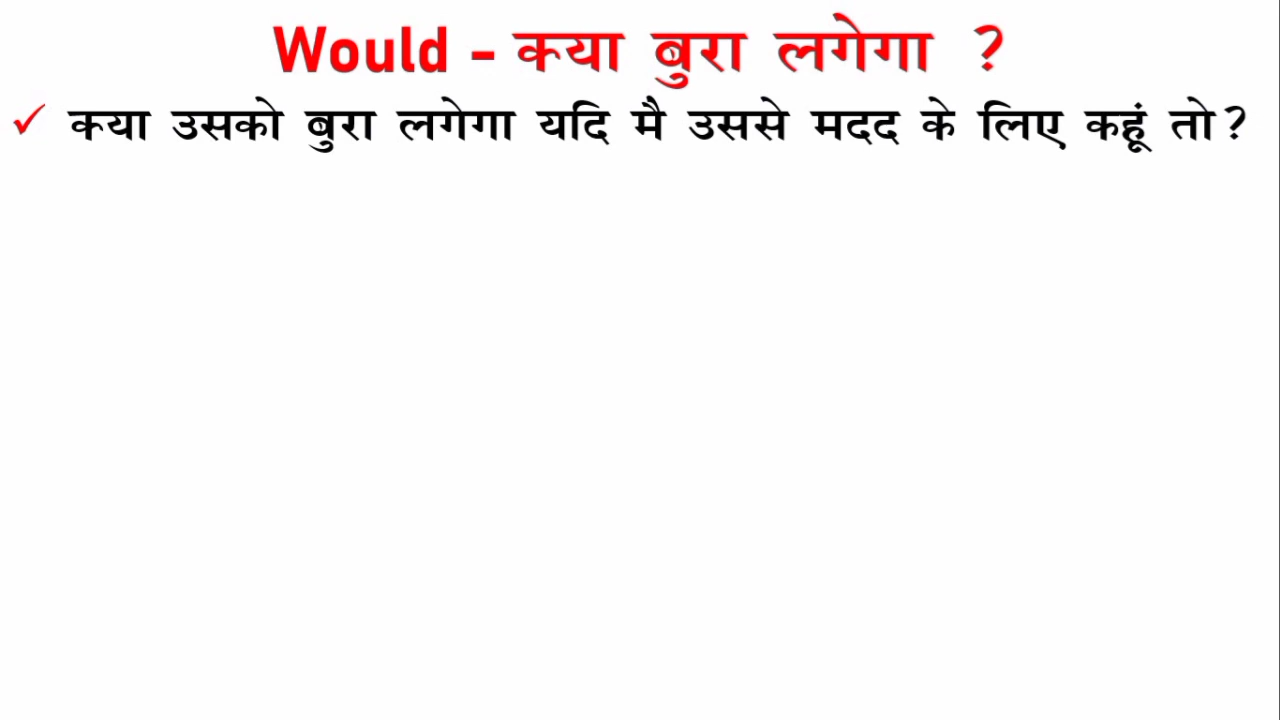 Would - क्या बुरा लगेगा ?
✓ क्या उसको बुरा लगेगा यदि मै उससे मदद के लिए कहूं तो?